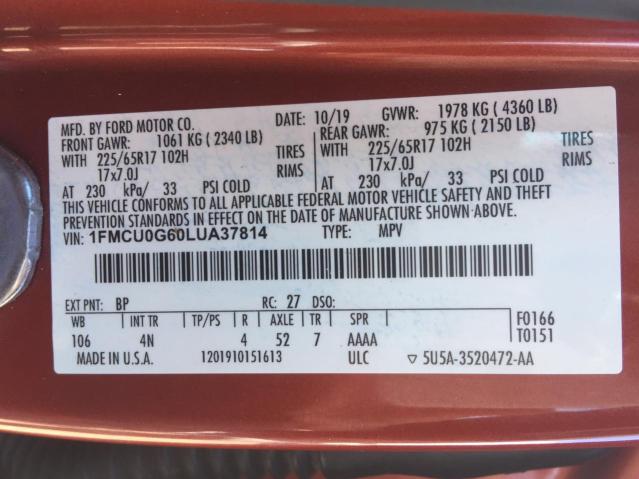 MFD. BY FORD MOTOR CO. DATE: 10/19 GVWR: 1978 KG ( 4360 LB)
FRONT GAWR: 1061 KG ( 2340 LB) REAR GAWR: 975 KG ( 2150 LB)
WITH 225/65R17 102H TIRES WITH 225/65R17 102H TIRES
17x7.0J RIMS 17x7.0J RIMS
AT 230 kPa/ 33 PSI COLD AT 230 kPa/ 33 PSI COLD
THIS VEHICLE CONFORMS TO ALL APPLICABLE FEDERAL MOTOR VEHICLE SAFETY AND THEFT
PREVENTION STANDARDS IN EFFECT ON THE DATE OF MANUFACTURE SHOWN ABOVE.
VIN: 1FMCU0G60LUA37814 TYPE: MPV
EXT PNT: BP RC: 27 DSO:
WB INT TR TP/PS R AXLE TR SPR F0166
106 4N 4 52 7 AAAA T0151
MADE IN U.S.A. 1201910151613 ULC ▽ 5U5A-3520472-AA